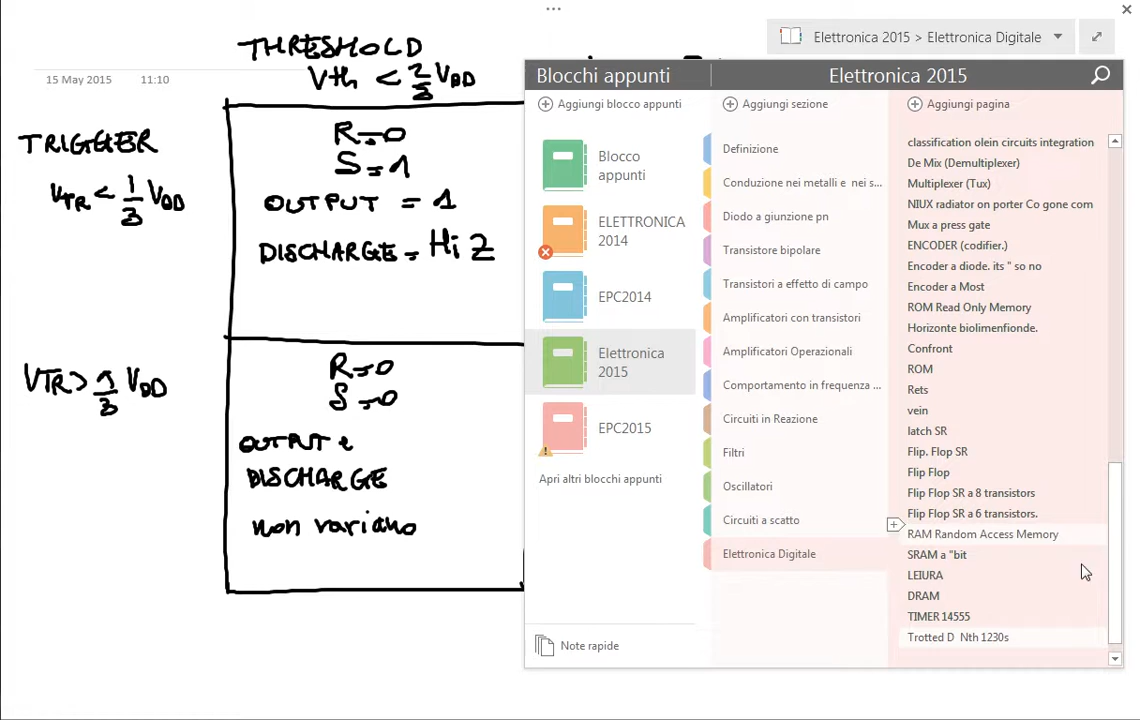 Elettronica 2015 > Elettronica Digitale
15 May 2015 11:10
THRESHOLD
Vth < 2/3 VDD
TRIGGER
VTR < 1/3 VDD
R=0
S=1
OUTPUT = 1
DISCHARGE = Hi Z
VTR > 1/3 VDD
R=0
S=0
OUTPUT e
DISCHARGE
non variano
Blocchi appunti
Elettronica 2015
Aggiungi blocco appunti
Aggiungi sezione
Aggiungi pagina
Blocco
appunti
ELETTRONICA
2014
EPC2014
Elettronica
2015
EPC2015
Apri altri blocchi appunti
Note rapide
Definizione
Conduzione nei metalli e nei s...
Diodo a giunzione pn
Transistore bipolare
Transistori a effetto di campo
Amplificatori con transistori
Amplificatori Operazionali
Comportamento in frequenza ...
Circuiti in Reazione
Filtri
Oscillatori
Circuiti a scatto
Elettronica Digitale
classification olein circuits integration
De Mix (Demultiplexer)
Multiplexer (Tux)
NIUX radiator on porter Co gone com
Mux a press gate
ENCODER (codifier.)
Encoder a diode. its " so no
Encoder a Most
ROM Read Only Memory
Horizonte biolimenfionde.
Confront
ROM
Rets
vein
latch SR
Flip. Flop SR
Flip Flop
Flip Flop SR a 8 transistors
Flip Flop SR a 6 transistors.
RAM Random Access Memory
SRAM a "bit
LEIURA
DRAM
TIMER 14555
Trotted D Nth 1230s